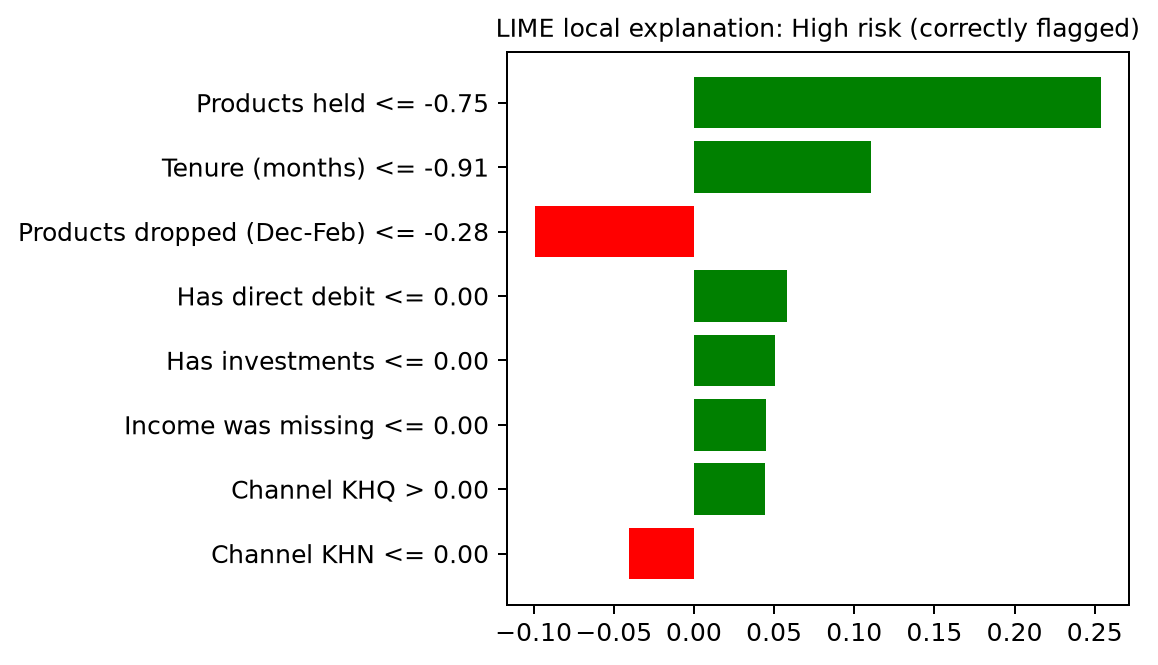 LIME local explanation: High risk (correctly flagged)
Products held <= -0.75
Tenure (months) <= -0.91
Products dropped (Dec-Feb) <= -0.28
Has direct debit <= 0.00
Has investments <= 0.00
Income was missing <= 0.00
Channel KHQ > 0.00
Channel KHN <= 0.00
−0.10 −0.05 0.00 0.05 0.10 0.15 0.20 0.25